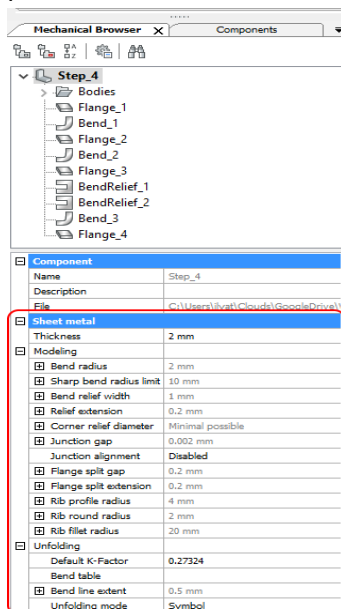 Mechanical Browser
Components
Step_4
Bodies
Flange_1
Bend_1
Flange_2
Bend_2
Flange_3
BendRelief_1
BendRelief_2
Bend_3
Flange_4
Component
Name Step_4
Description
File C:\Users\ilvat\Clouds\GoogleDrive\
Sheet metal
Thickness 2 mm
Modeling
Bend radius 2 mm
Sharp bend radius limit 10 mm
Bend relief width 1 mm
Relief extension 0.2 mm
Corner relief diameter Minimal possible
Junction gap 0.002 mm
Junction alignment Disabled
Flange split gap 0.2 mm
Flange split extension 0.2 mm
Rib profile radius 4 mm
Rib round radius 2 mm
Rib fillet radius 20 mm
Unfolding
Default K-Factor 0.27324
Bend table
Bend line extent 0.5 mm
Unfolding mode Symbol